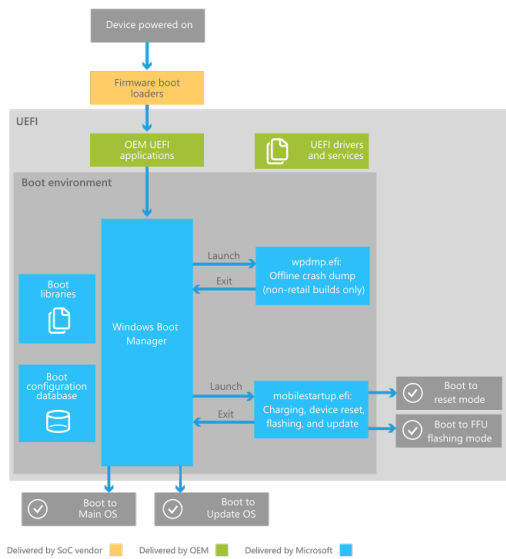 Device powered on
Firmware boot
loaders
UEFI
OEM UEFI
applications
UEFI drivers
and services
Boot environment
Launch
wpdmp.efi:
Offline crash dump
(non-retail builds only)
Exit
Boot
libraries
Windows Boot
Manager
Boot
configuration
database
Launch
mobilestartup.efi:
Charging, device reset,
flashing, and update
Exit
Boot to
reset mode
Boot to FFU
flashing mode
Boot to
Main OS
Boot to
Update OS
Delivered by SoC vendor
Delivered by OEM
Delivered by Microsoft